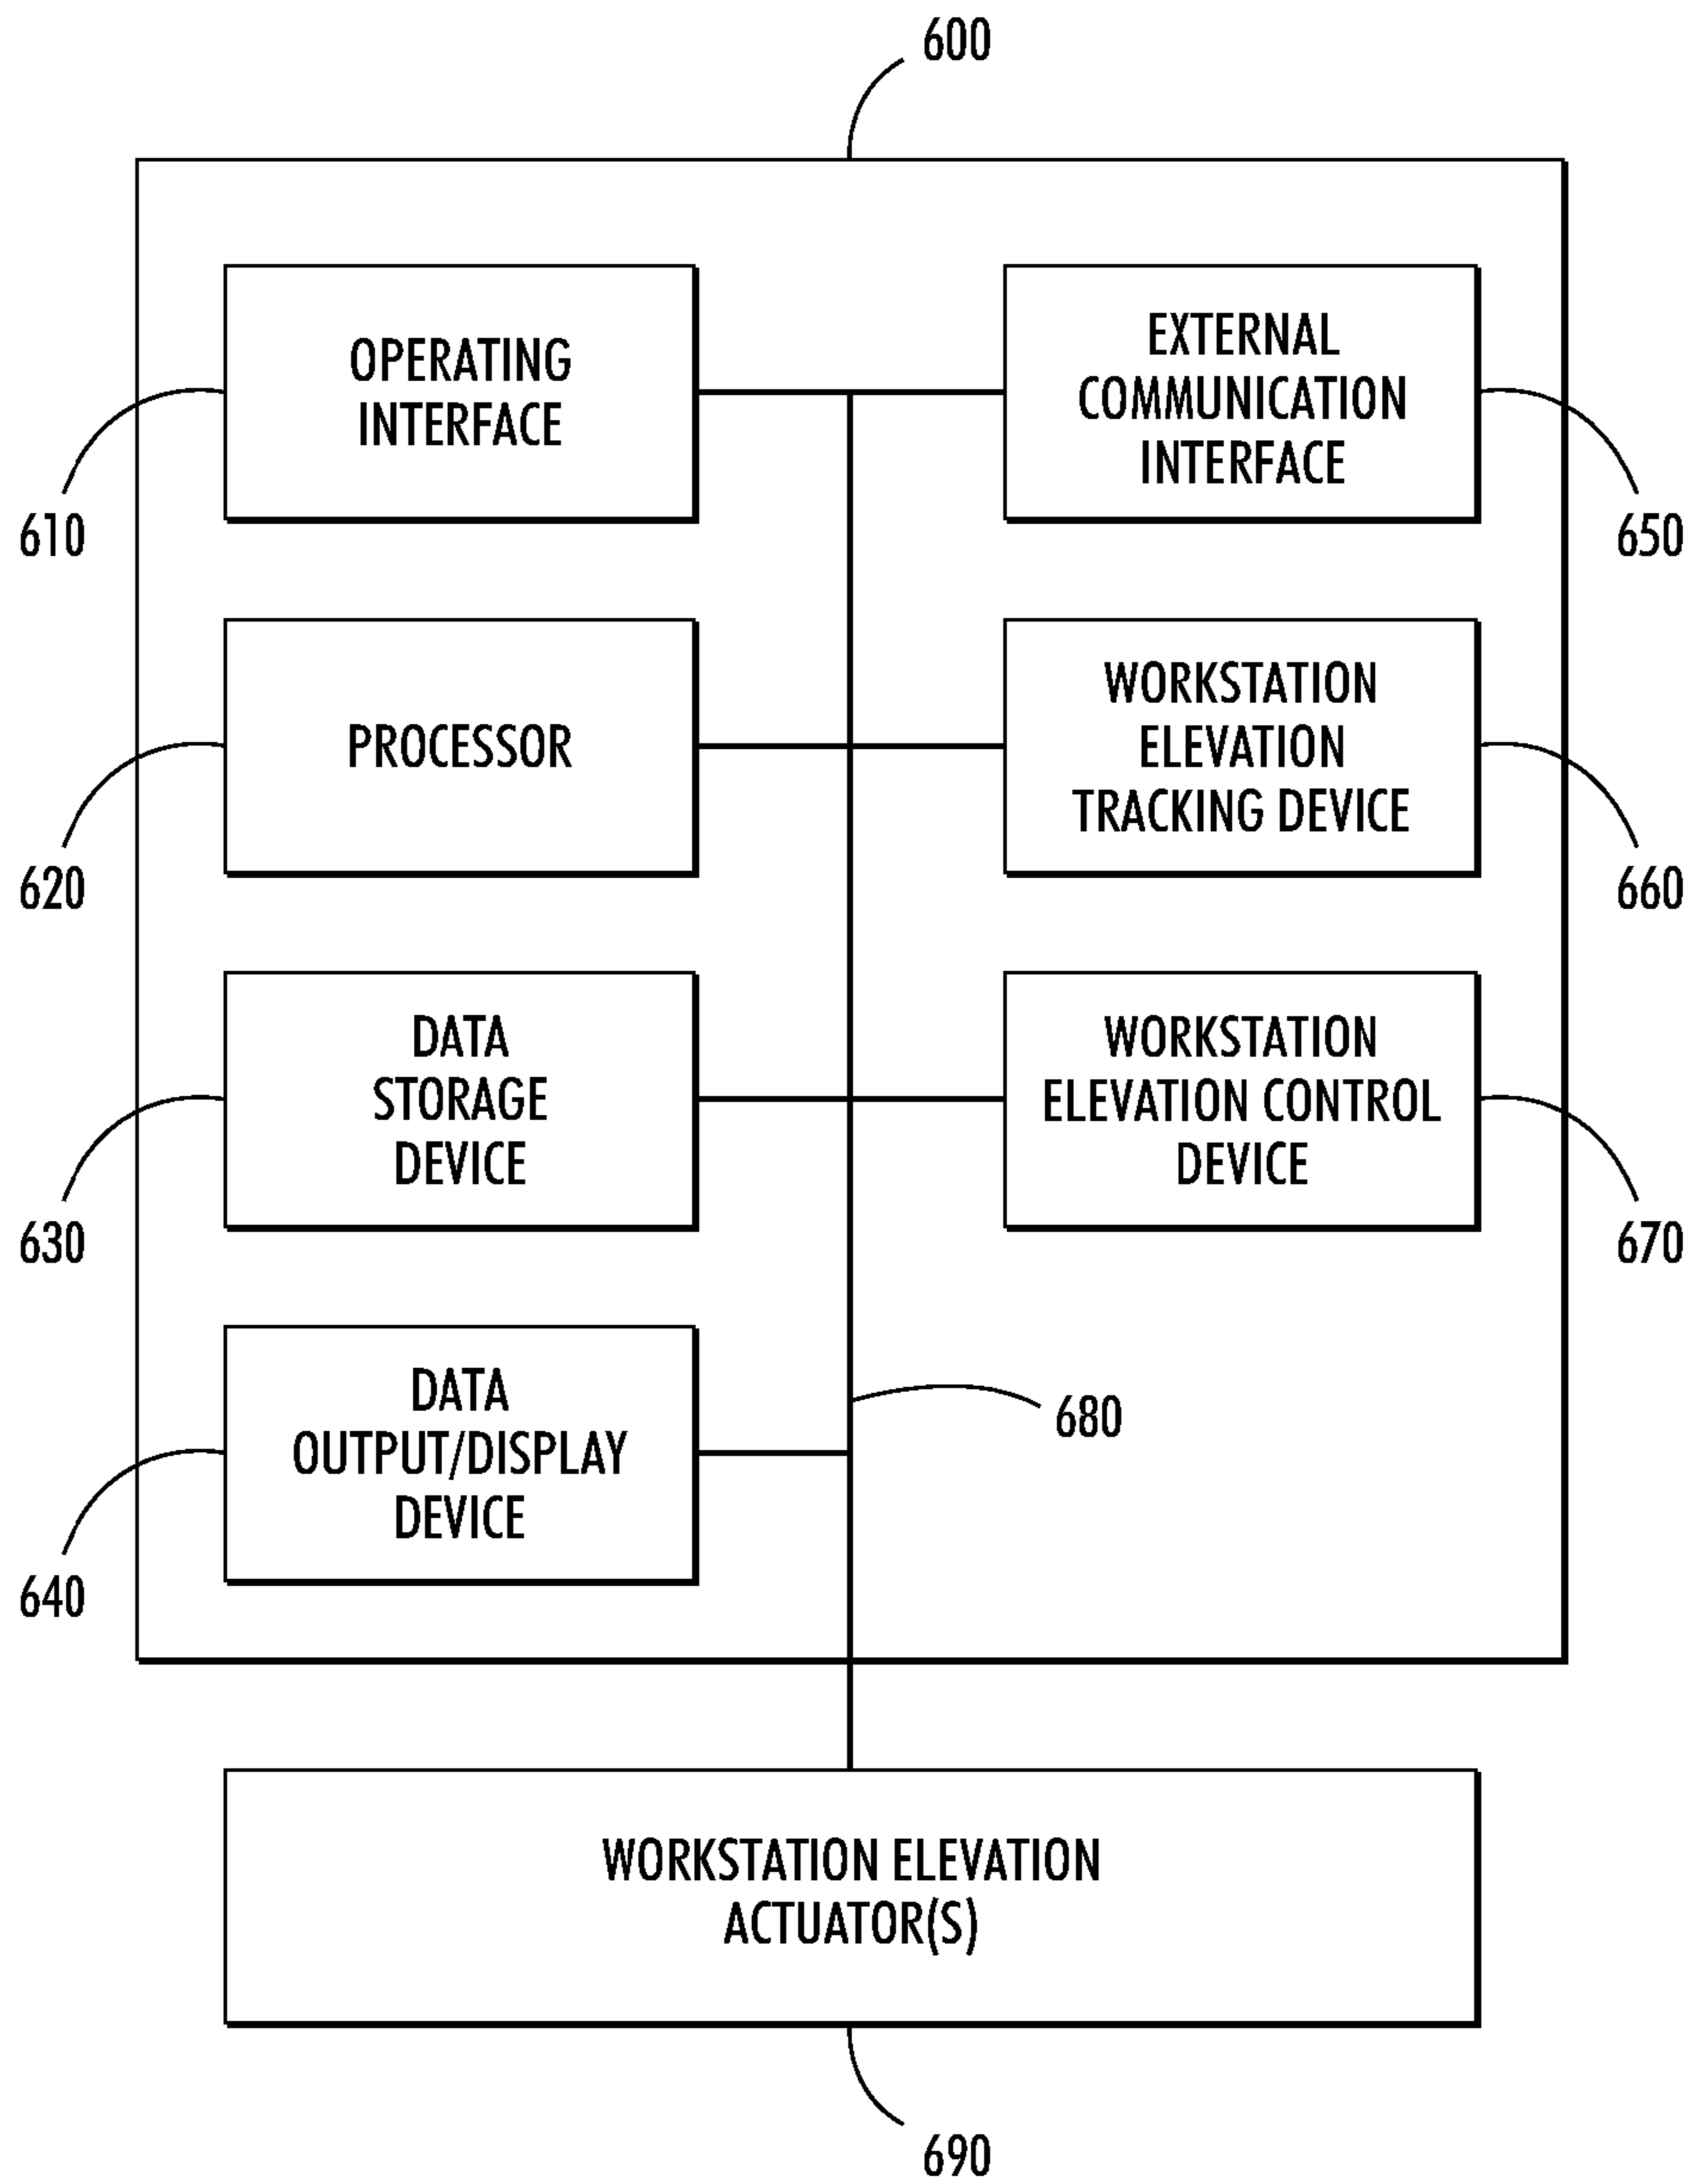 600
OPERATING
INTERFACE
610
EXTERNAL
COMMUNICATION
INTERFACE
650
PROCESSOR
620
WORKSTATION
ELEVATION
TRACKING DEVICE
660
DATA
STORAGE
DEVICE
630
WORKSTATION
ELEVATION CONTROL
DEVICE
670
DATA
OUTPUT/DISPLAY
DEVICE
640
680
WORKSTATION ELEVATION
ACTUATOR(S)
690